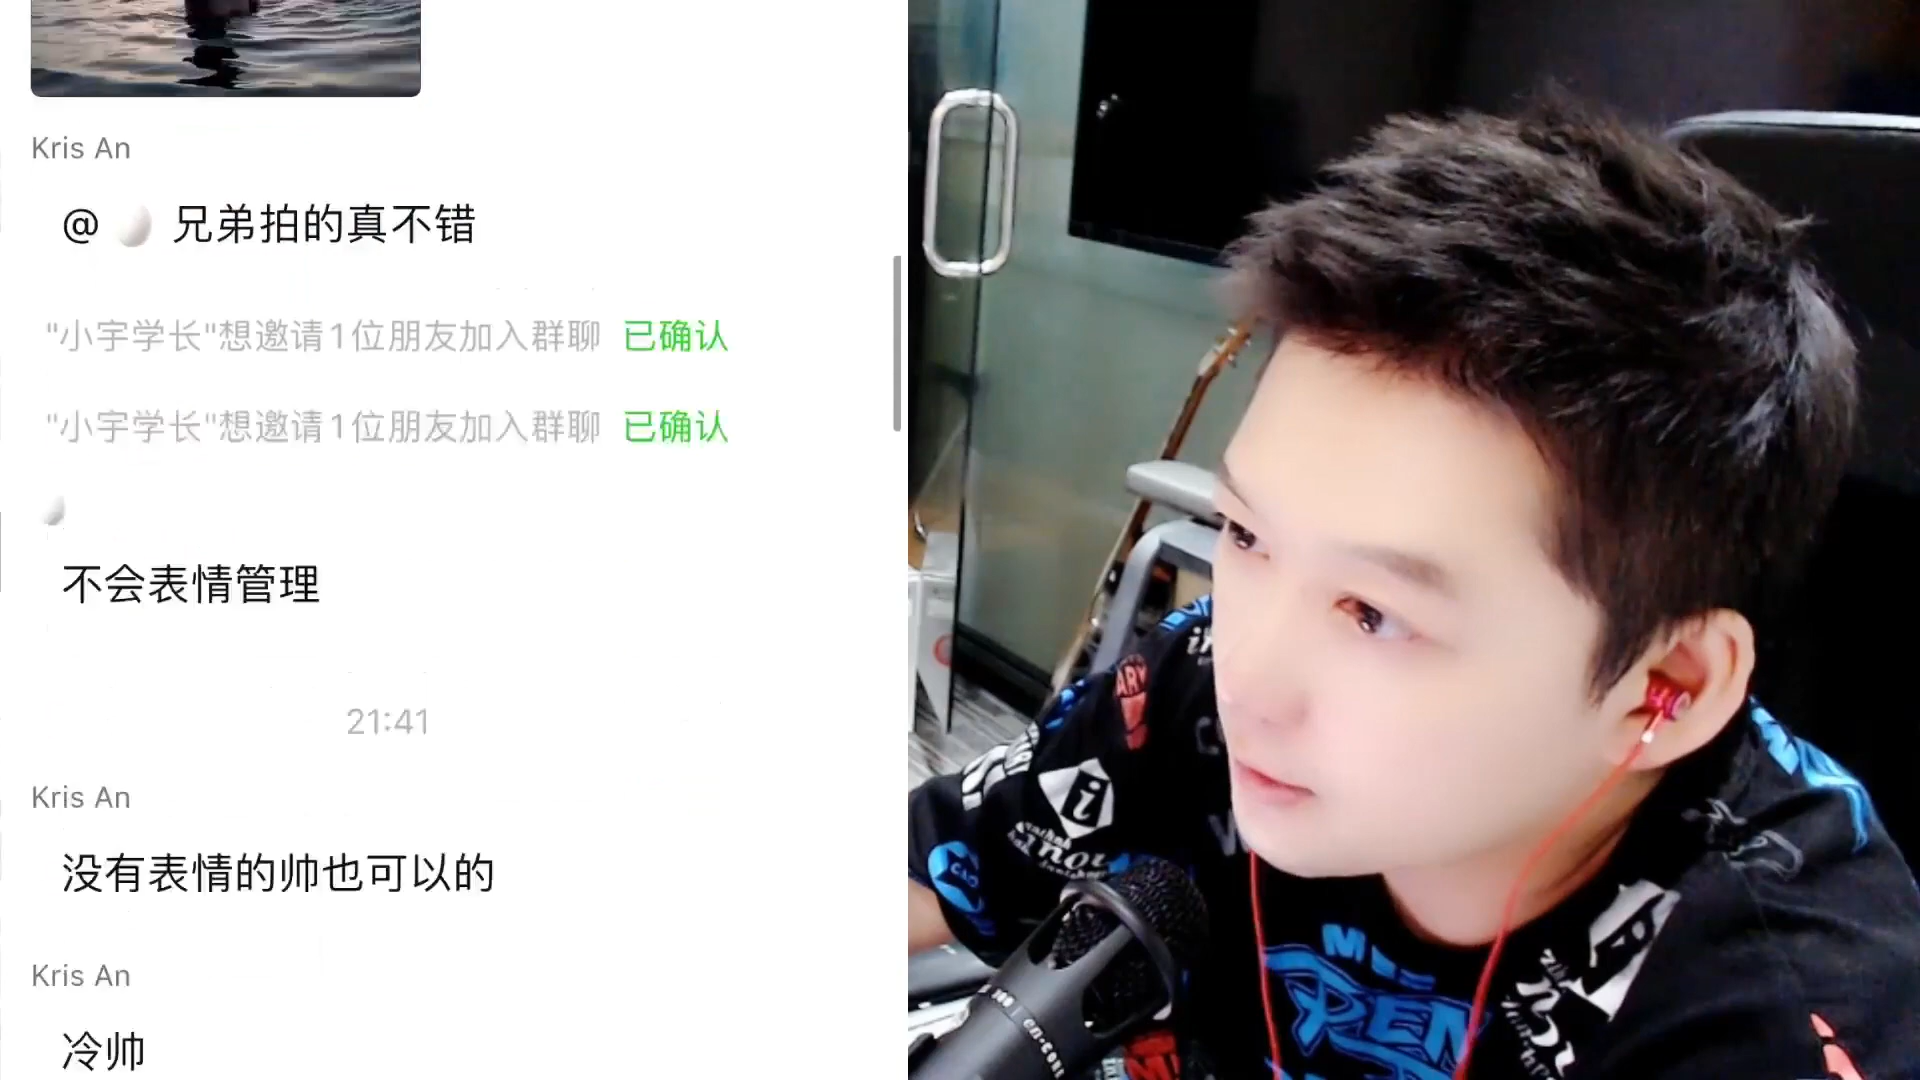 Kris An
@ 🥚 兄弟拍的真不错
"小宇学长"想邀请1位朋友加入群聊 已确认
"小宇学长"想邀请1位朋友加入群聊 已确认
不会表情管理
21:41
Kris An
没有表情的帅也可以的
Kris An
冷帅
ARV
i
nou
CAO